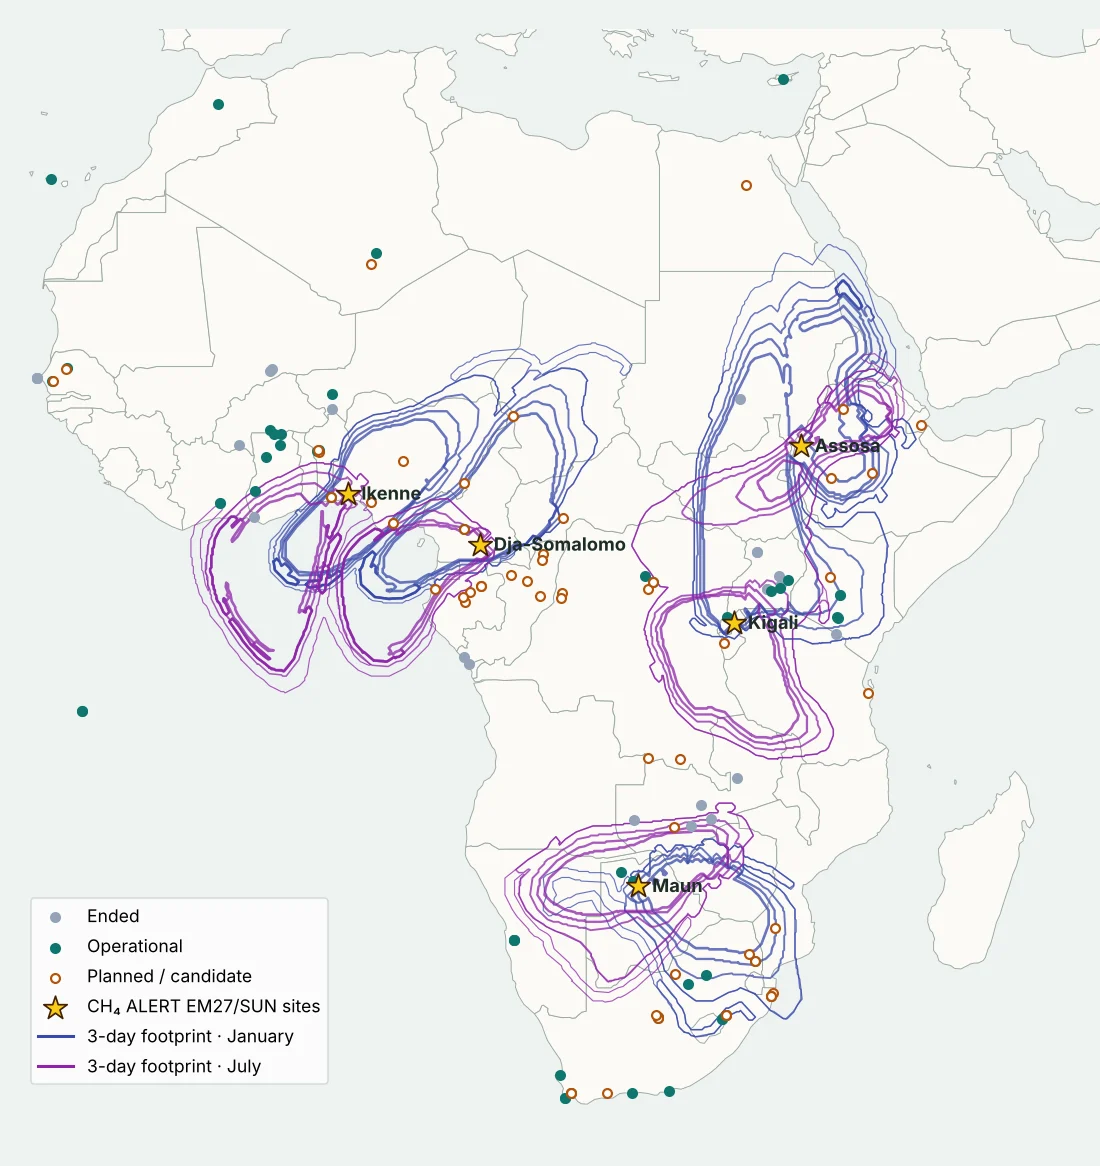 Assosa
Ikenne
Dja–Somalomo
Kigali
Maun
Ended
Operational
Planned / candidate
CH₄ ALERT EM27/SUN sites
3-day footprint · January
3-day footprint · July